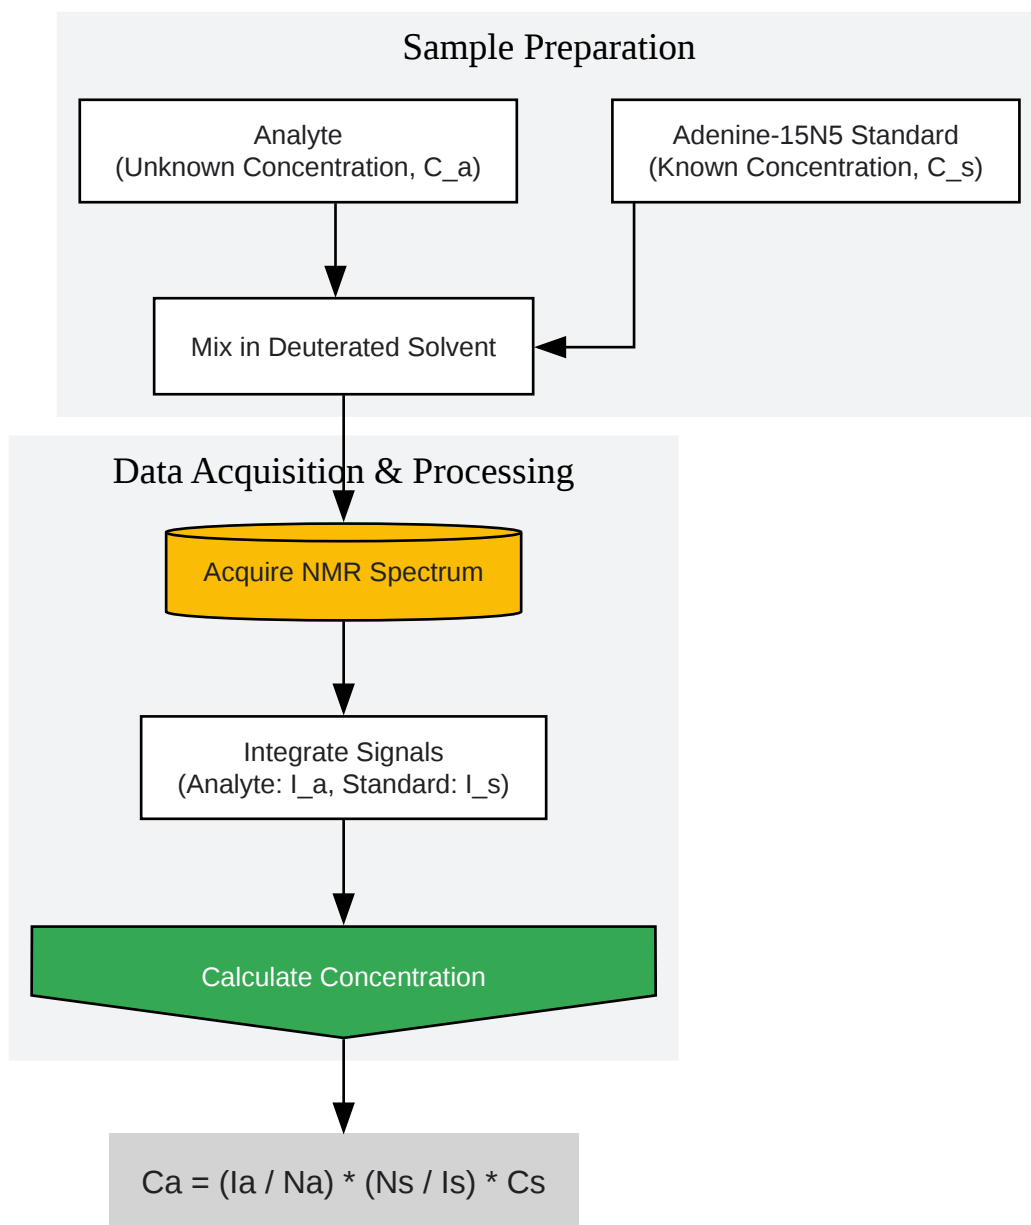 Sample Preparation
Analyte
(Unknown Concentration, C_a)
Adenine-15N5 Standard
(Known Concentration, C_s)
Mix in Deuterated Solvent
Data Acquisition & Processing
Acquire NMR Spectrum
Integrate Signals
(Analyte: I_a, Standard: I_s)
Calculate Concentration
Ca = (Ia / Na) * (Ns / Is) * Cs